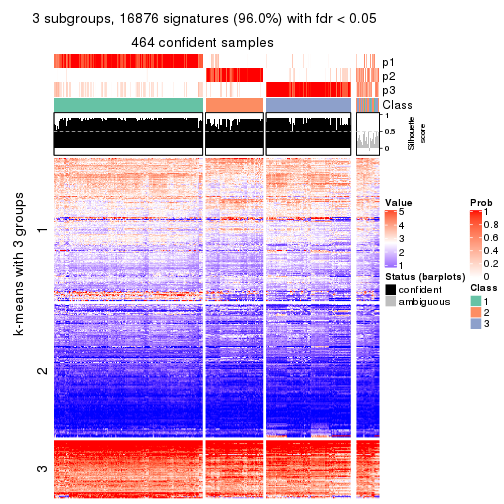 3 subgroups, 16876 signatures (96.0%) with fdr < 0.05
464 confident samples
p1
p2
p3
Class
1
0.5
0
Silhouette
score
k-means with 3 groups
1
2
3
Value
5
4
3
2
1
Status (barplots)
confident
ambiguous
Prob
1
0.8
0.6
0.4
0.2
0
Class
1
2
3